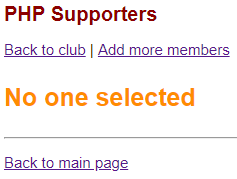 PHP Supporters
Back to club | Add more members
No one selected
Back to main page